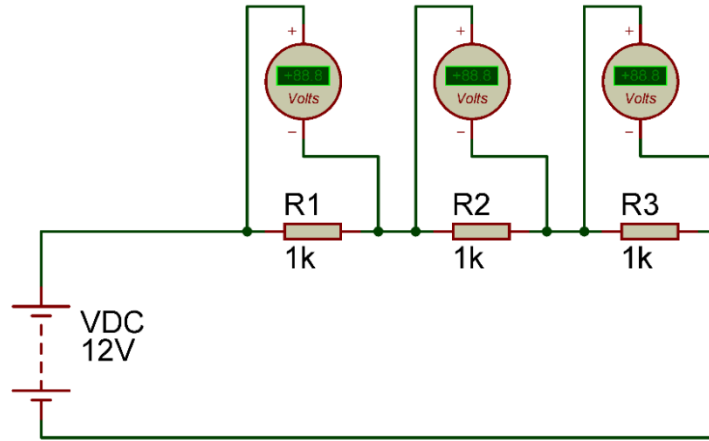 + + +
+88.8 +88.8 +88.8
Volts Volts Volts
− − −
R1 R2 R3
1k 1k 1k
VDC
12V